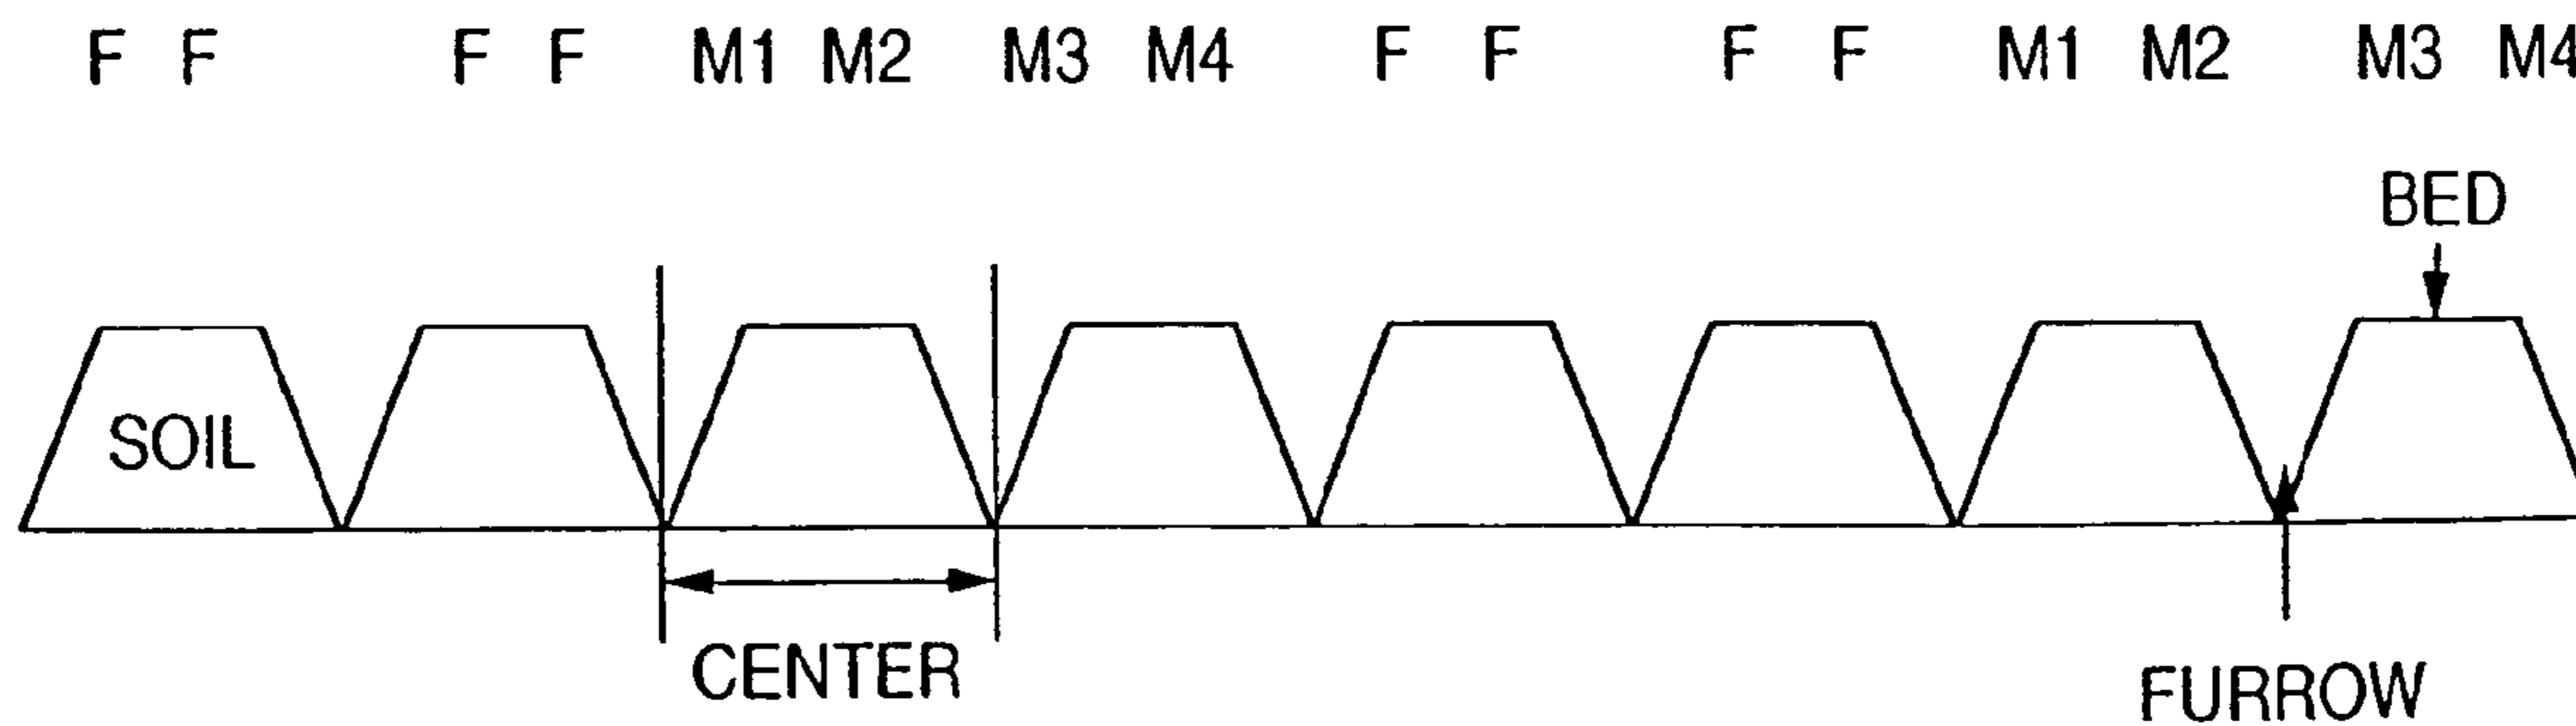 F F F F M1 M2 M3 M4 F F F F M1 M2 M3 M4
BED
SOIL
CENTER
FURROW